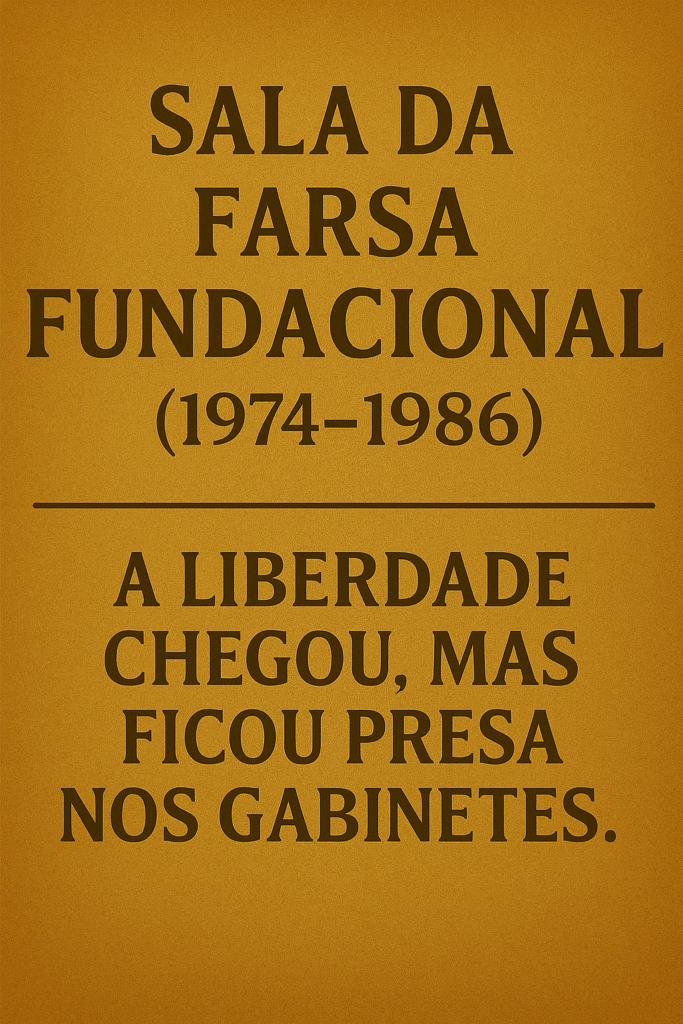 SALA DA
FARSA
FUNDACIONAL
(1974–1986)
A LIBERDADE
CHEGOU, MAS
FICOU PRESA
NOS GABINETES.